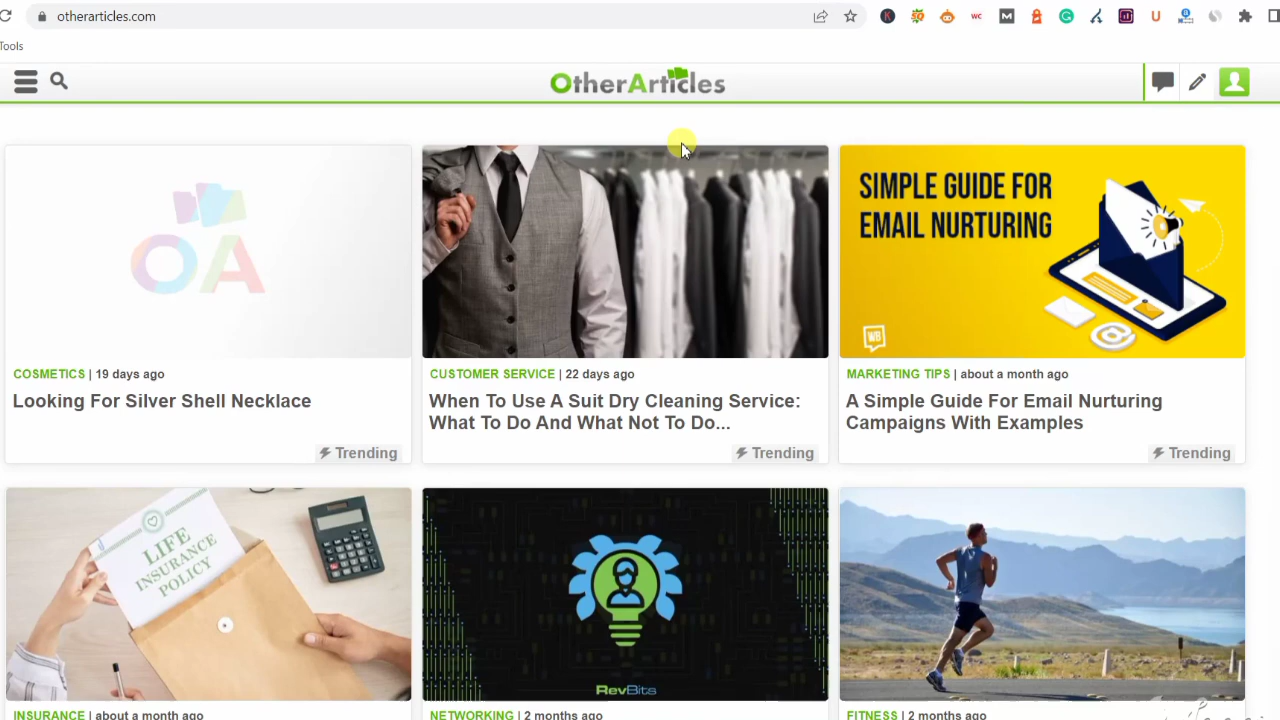 otherarticles.com
Tools
OtherArticles
OA
SIMPLE GUIDE FOR
EMAIL NURTURING
WB
COSMETICS | 19 days ago
CUSTOMER SERVICE | 22 days ago
MARKETING TIPS | about a month ago
Looking For Silver Shell Necklace
When To Use A Suit Dry Cleaning Service:
What To Do And What Not To Do...
A Simple Guide For Email Nurturing
Campaigns With Examples
Trending
Trending
Trending
LIFE
INSURANCE
POLICY
RevBits
INSURANCE | about a month ago
NETWORKING | 2 months ago
FITNESS | 2 months ago